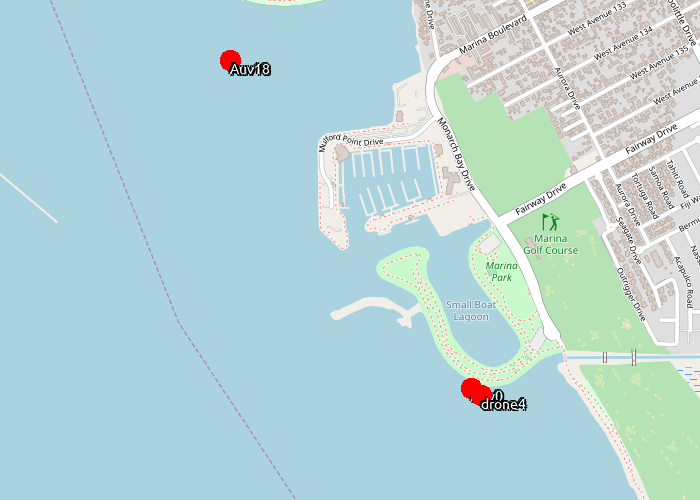 Marina Boulevard
West Avenue 133
West Avenue 134
West Avenue 135
West Avenue
Aurora Drive
Auv18
Mulford Point Drive
Monarch Bay Drive
Fairway Drive
Fairway Drive
Tahiti Road
Samoa Road
Tortuga Road
Aurora Drive
Seagate Drive
Outrigger Drive
Acapulco Road
Marina
Golf Course
Marina
Park
Small Boat
Lagoon
drone4